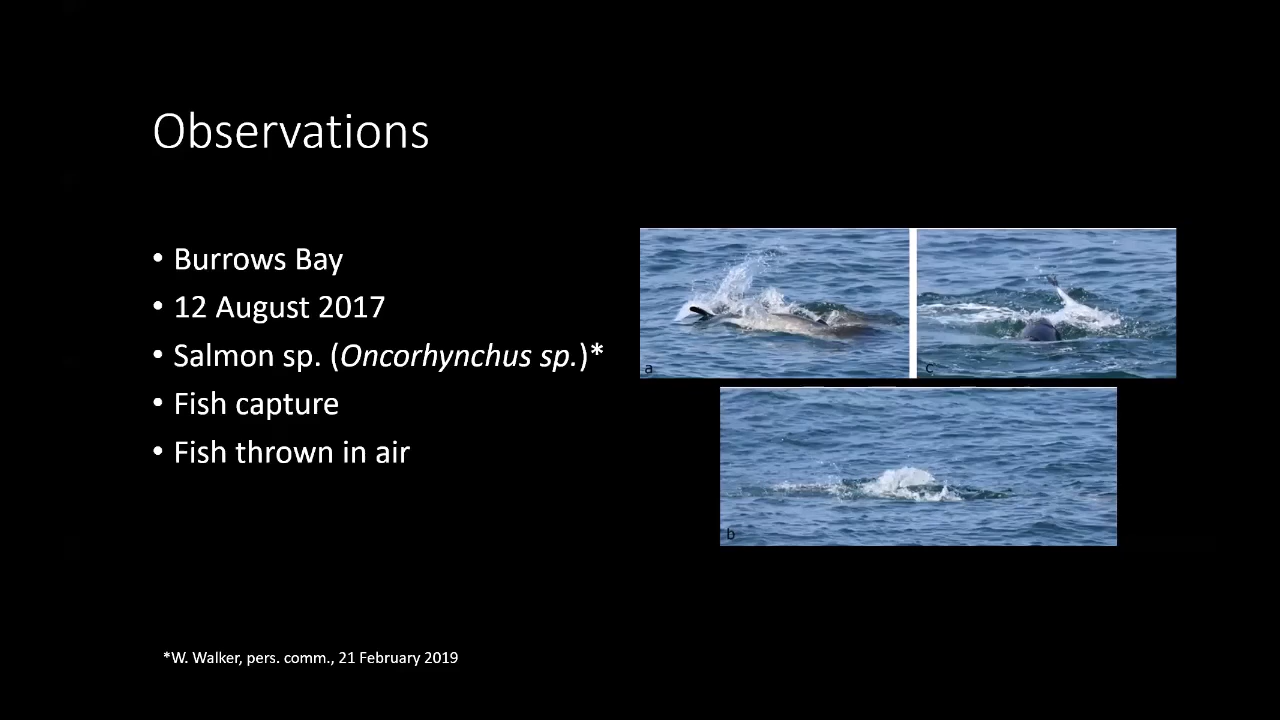 Observations
• Burrows Bay
• 12 August 2017
• Salmon sp. (Oncorhynchus sp.)*
• Fish capture
• Fish thrown in air
a
c
b
*W. Walker, pers. comm., 21 February 2019